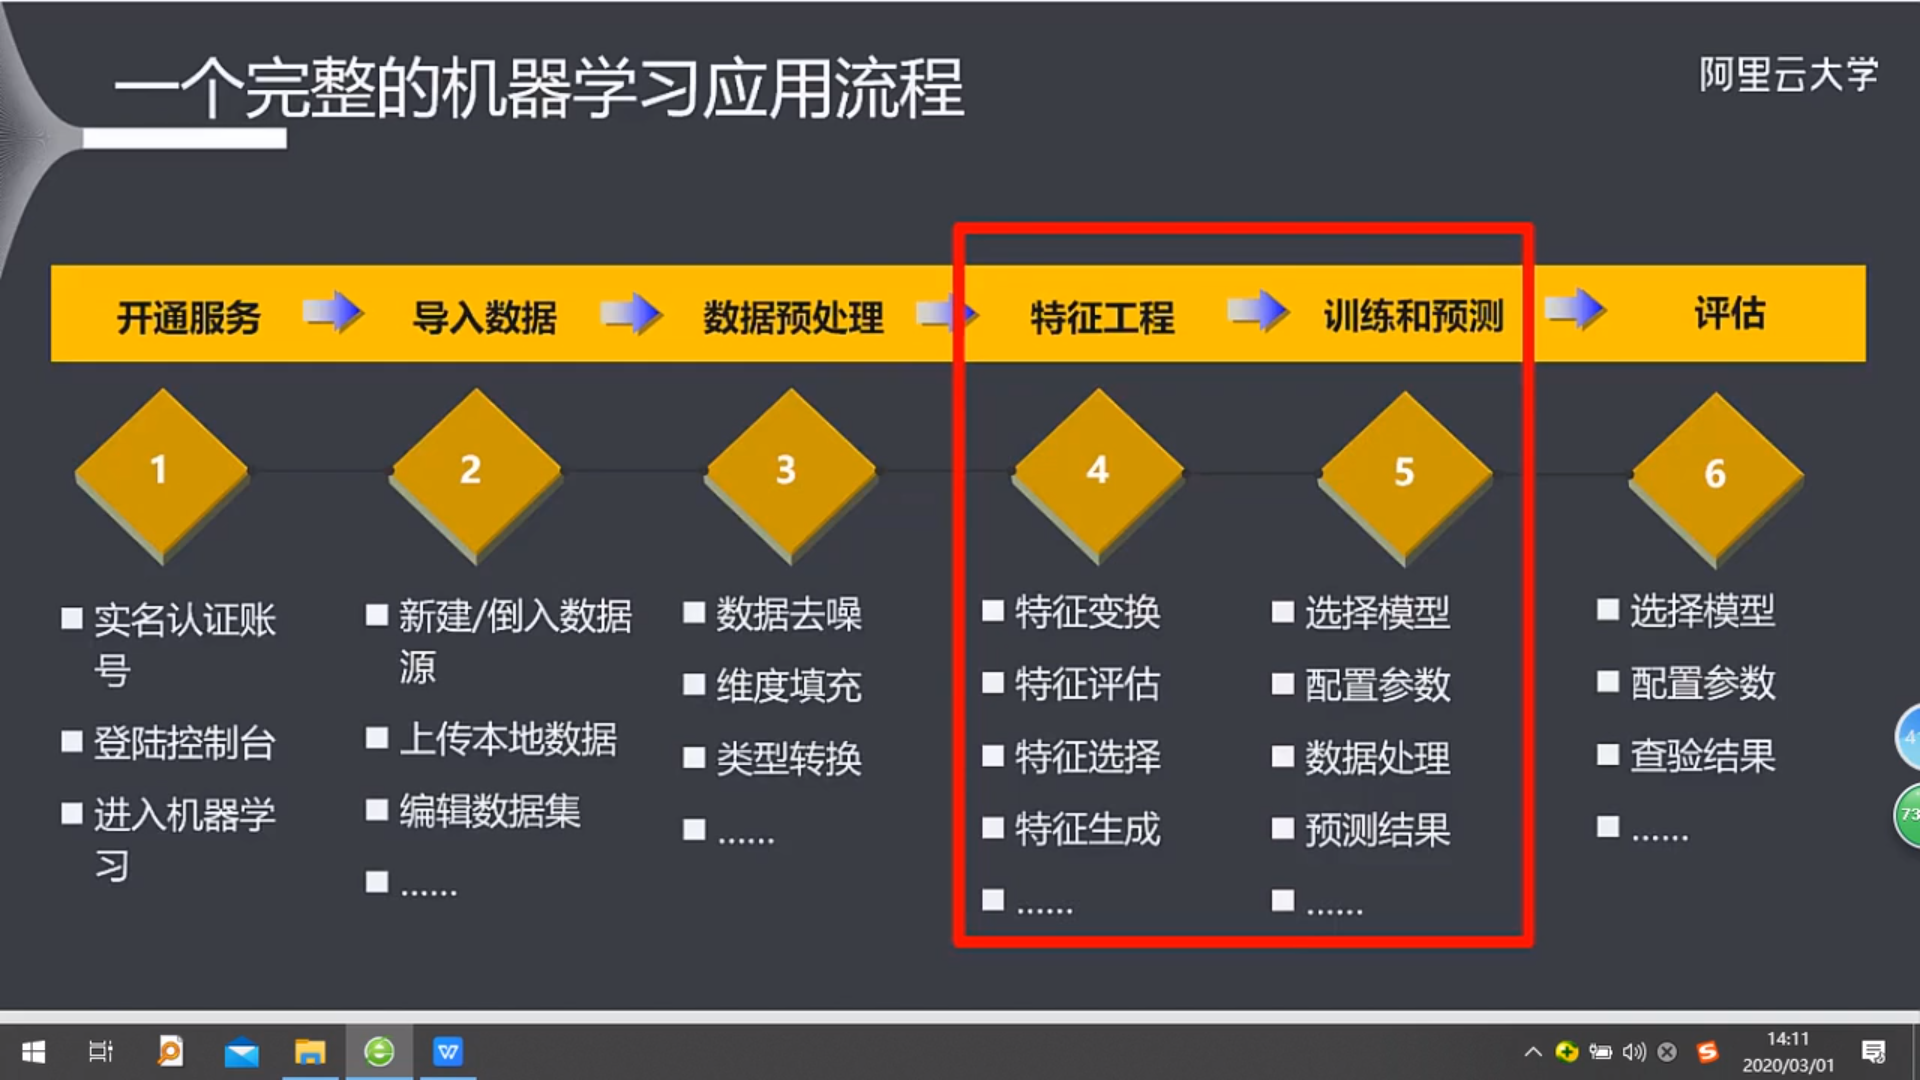 一个完整的机器学习应用流程
阿里云大学
开通服务
导入数据
数据预处理
特征工程
训练和预测
评估
1
2
3
4
5
6
实名认证账
号
登陆控制台
进入机器学
习
新建/倒入数据
源
上传本地数据
编辑数据集
......
数据去噪
维度填充
类型转换
......
特征变换
特征评估
特征选择
特征生成
......
选择模型
配置参数
数据处理
预测结果
......
选择模型
配置参数
查验结果
......
73
14:11
2020/03/01